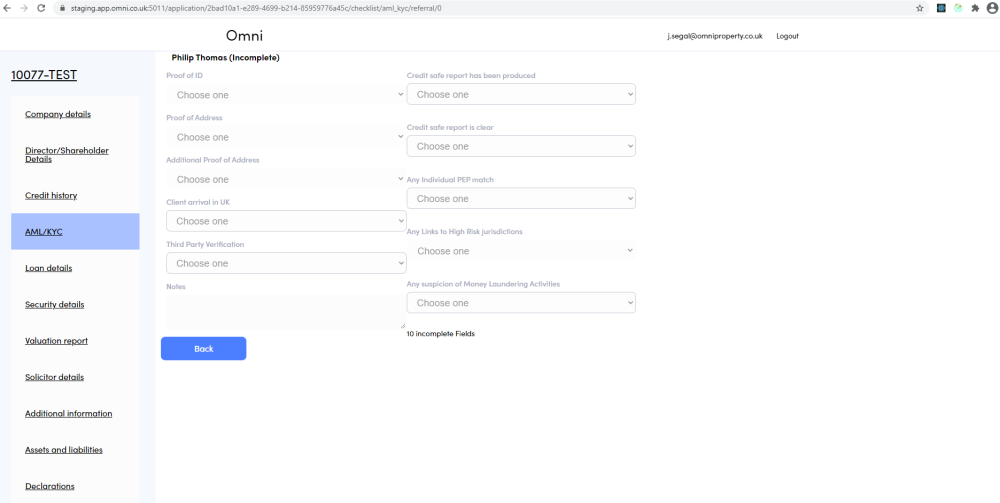 staging.app.omni.co.uk:5011/application/2bad10a1-e289-4699-b214-85959776a45c/checklist/aml_kyc/referral/0
Omni
j.segal@omniproperty.co.uk Logout
10077-TEST
Company details
Director/Shareholder
Details
Credit history
AML/KYC
Loan details
Security details
Valuation report
Solicitor details
Additional information
Assets and liabilities
Declarations
Philip Thomas (Incomplete)
Proof of ID
Choose one
Proof of Address
Choose one
Additional Proof of Address
Choose one
Client arrival in UK
Choose one
Third Party Verification
Choose one
Notes
Back
Credit safe report has been produced
Choose one
Credit safe report is clear
Choose one
Any Individual PEP match
Choose one
Any Links to High Risk jurisdictions
Choose one
Any suspicion of Money Laundering Activities
Choose one
10 incomplete Fields